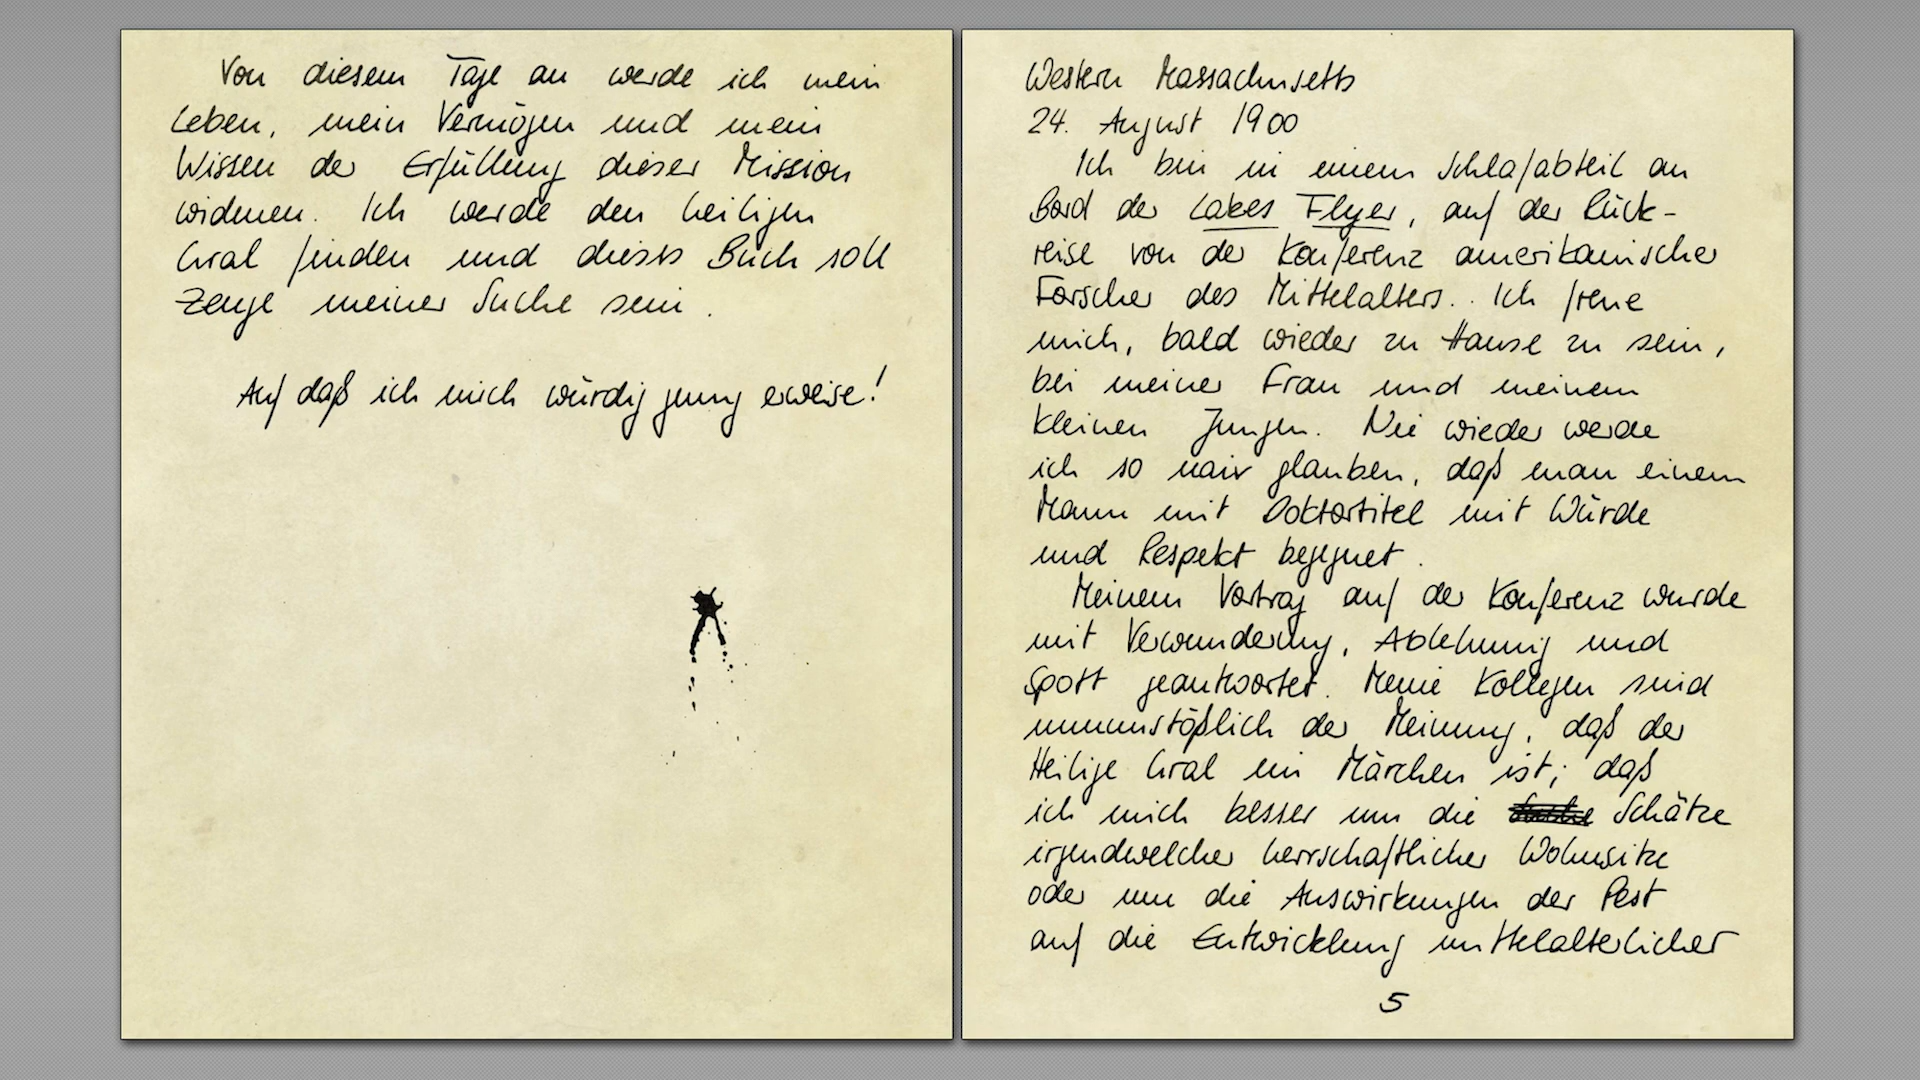 Von diesem Tage an werde ich mein
Leben, mein Vermögen und mein
Wissen der Erfüllung dieser Mission
widmen. Ich werde den heiligen
Gral finden und dieses Buch soll
Zeuge meiner Suche sein.
Auf daß ich mich würdig genug erweise!
Western Massachusetts
24. August 1900
Ich bin in einem Schlafabteil an
Bord der Lakes Flyer, auf der Rück-
reise von der Konferenz amerikanischer
Forscher des Mittelalters.. Ich freue
mich, bald wieder zu Hause zu sein,
bei meiner Frau und meinem
kleinen Jungen. Nie wieder werde
ich so naiv glauben, daß man einem
Mann mit Doktortitel mit Würde
und Respekt begegnet.
Meinem Vortrag auf der Konferenz wurde
mit Verwunderung, Ablehnung und
Spott geantwortet. Meine Kollegen sind
unumstößlich der Meinung, daß der
Heilige Gral ein Märchen ist; daß
ich mich besser um die Schätze
irgendwelcher herrschaftlicher Wohnsitze
oder um die Auswirkungen der Pest
auf die Entwicklung mittelalterlicher
5